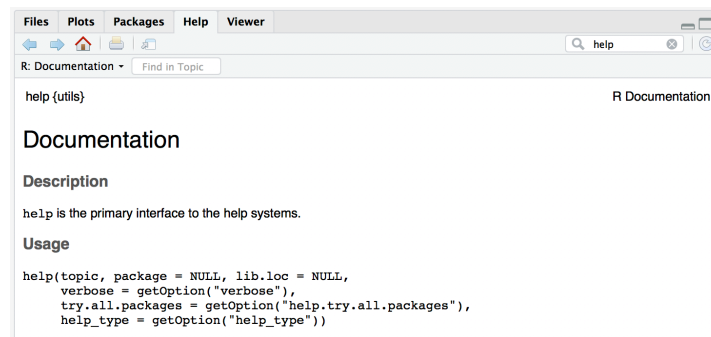 Files Plots Packages Help Viewer
help
R: Documentation Find in Topic
help {utils} R Documentation
Documentation
Description
help is the primary interface to the help systems.
Usage
help(topic, package = NULL, lib.loc = NULL,
     verbose = getOption("verbose"),
     try.all.packages = getOption("help.try.all.packages"),
     help_type = getOption("help_type"))